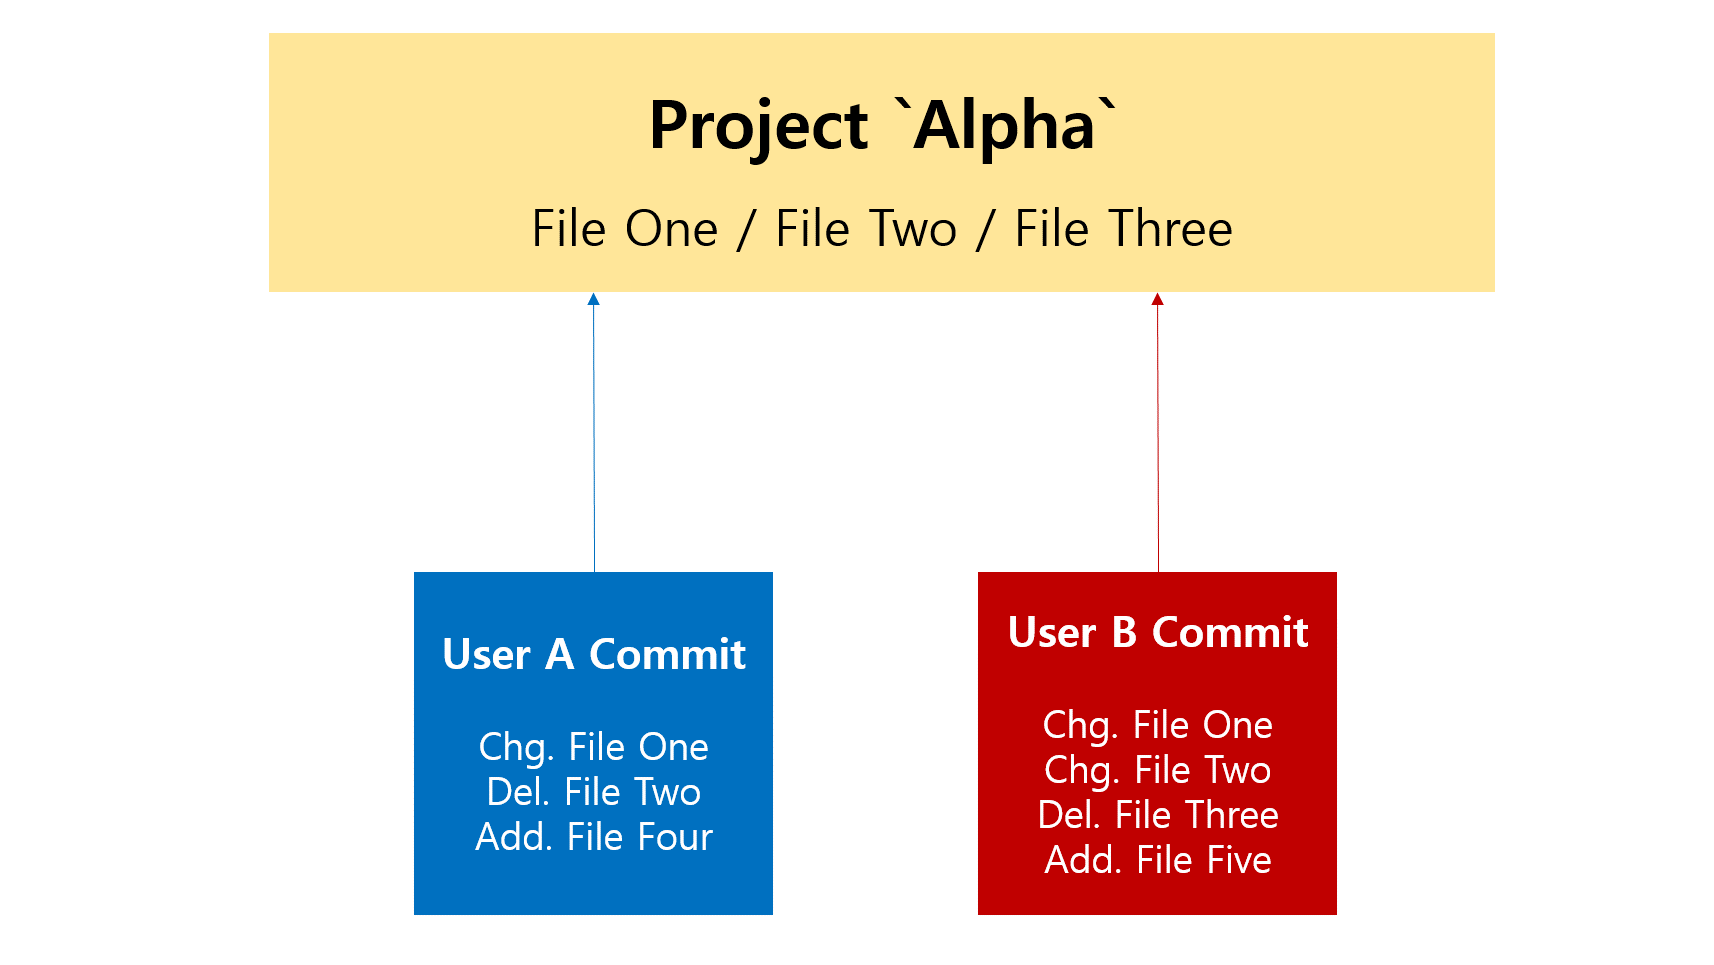 Project `Alpha`
File One / File Two / File Three
User A Commit
Chg. File One
Del. File Two
Add. File Four
User B Commit
Chg. File One
Chg. File Two
Del. File Three
Add. File Five